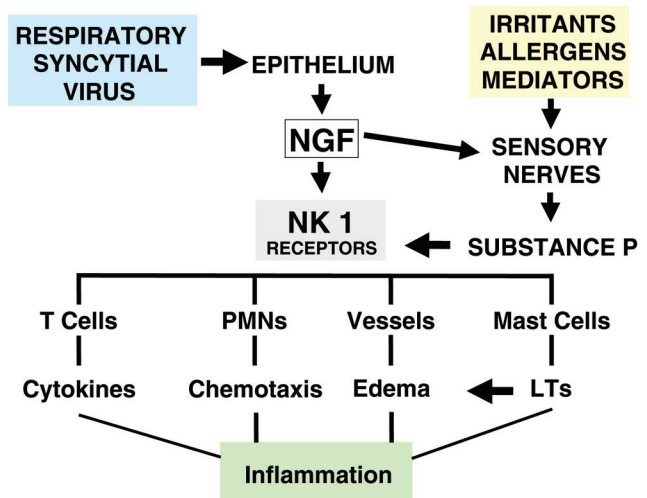 RESPIRATORY
SYNCYTIAL
VIRUS
EPITHELIUM
IRRITANTS
ALLERGENS
MEDIATORS
NGF
SENSORY
NERVES
NK 1
RECEPTORS
SUBSTANCE P
T Cells
PMNs
Vessels
Mast Cells
Cytokines
Chemotaxis
Edema
LTs
Inflammation